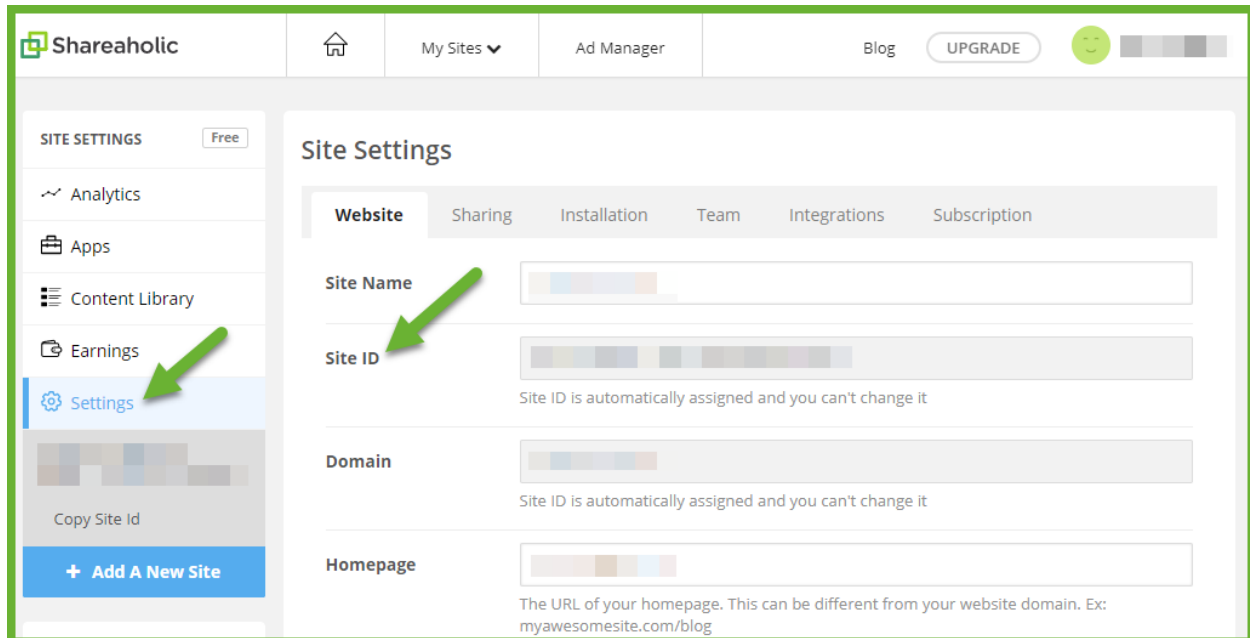 Shareaholic
My Sites
Ad Manager
Blog
UPGRADE
SITE SETTINGS
Free
Analytics
Apps
Content Library
Earnings
Settings
Copy Site Id
+ Add A New Site
Site Settings
Website
Sharing
Installation
Team
Integrations
Subscription
Site Name
Site ID
Site ID is automatically assigned and you can't change it
Domain
Site ID is automatically assigned and you can't change it
Homepage
The URL of your homepage. This can be different from your website domain. Ex:
myawesomesite.com/blog